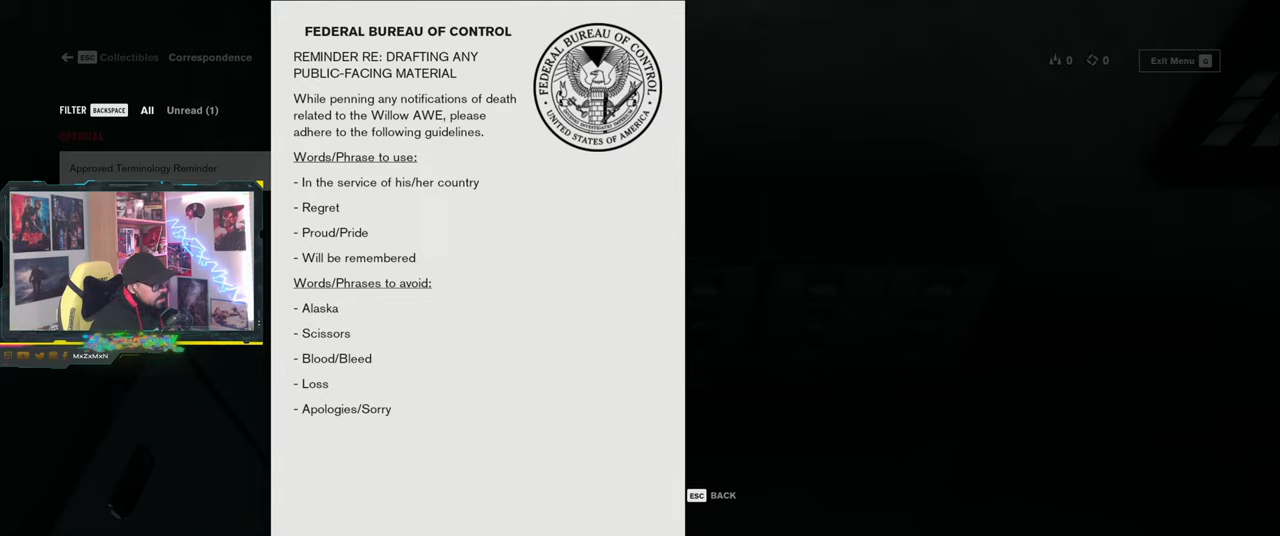 FEDERAL BUREAU OF CONTROL
REMINDER RE: DRAFTING ANY
PUBLIC-FACING MATERIAL
While penning any notifications of death
related to the Willow AWE, please
adhere to the following guidelines.
Words/Phrase to use:
- In the service of his/her country
- Regret
- Proud/Pride
- Will be remembered
Words/Phrases to avoid:
- Alaska
- Scissors
- Blood/Bleed
- Loss
- Apologies/Sorry
FEDERAL BUREAU OF CONTROL
UNITED STATES OF AMERICA
ESC Collectibles Correspondence
FILTER BACKSPACE All Unread (1)
OFFICIAL
Approved Terminology Reminder
MxZxMxN
0 0 Exit Menu G
ESC BACK